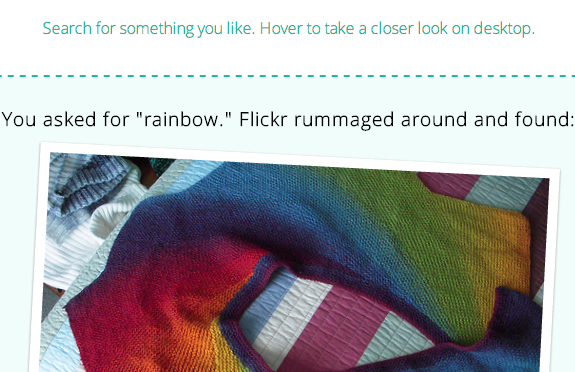 Search for something you like. Hover to take a closer look on desktop.
You asked for "rainbow." Flickr rummaged around and found: